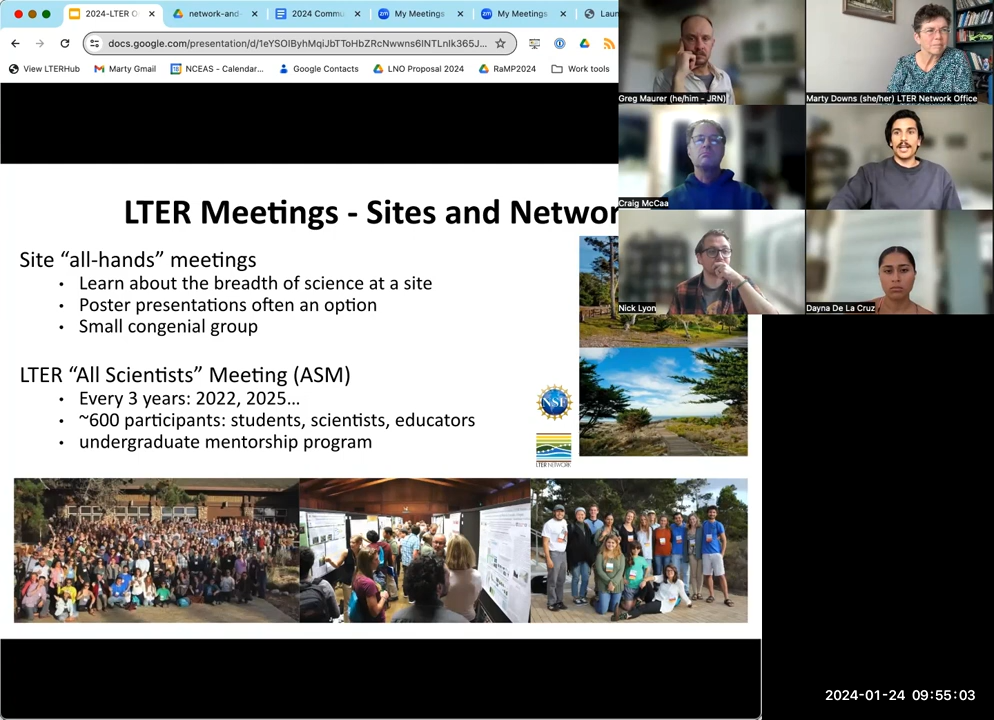 2024-LTER O
network-and-
2024 Commu
My Meetings
My Meetings
Laun
docs.google.com/presentation/d/1eYSOIByhMqiJbTToHbZRcNwwns6INTLnlk365J...
View LTERHub
Marty Gmail
NCEAS - Calendar...
Google Contacts
LNO Proposal 2024
RaMP2024
Work tools
Greg Maurer (he/him - JRN)
Marty Downs (she/her) LTER Network Office
Craig McCaa
Nick Lyon
Dayna De La Cruz
LTER Meetings - Sites and Networ
Site “all-hands” meetings
• Learn about the breadth of science at a site
• Poster presentations often an option
• Small congenial group
LTER “All Scientists” Meeting (ASM)
• Every 3 years: 2022, 2025...
• ~600 participants: students, scientists, educators
• undergraduate mentorship program
NSF
LTER NETWORK
2024-01-24 09:55:03